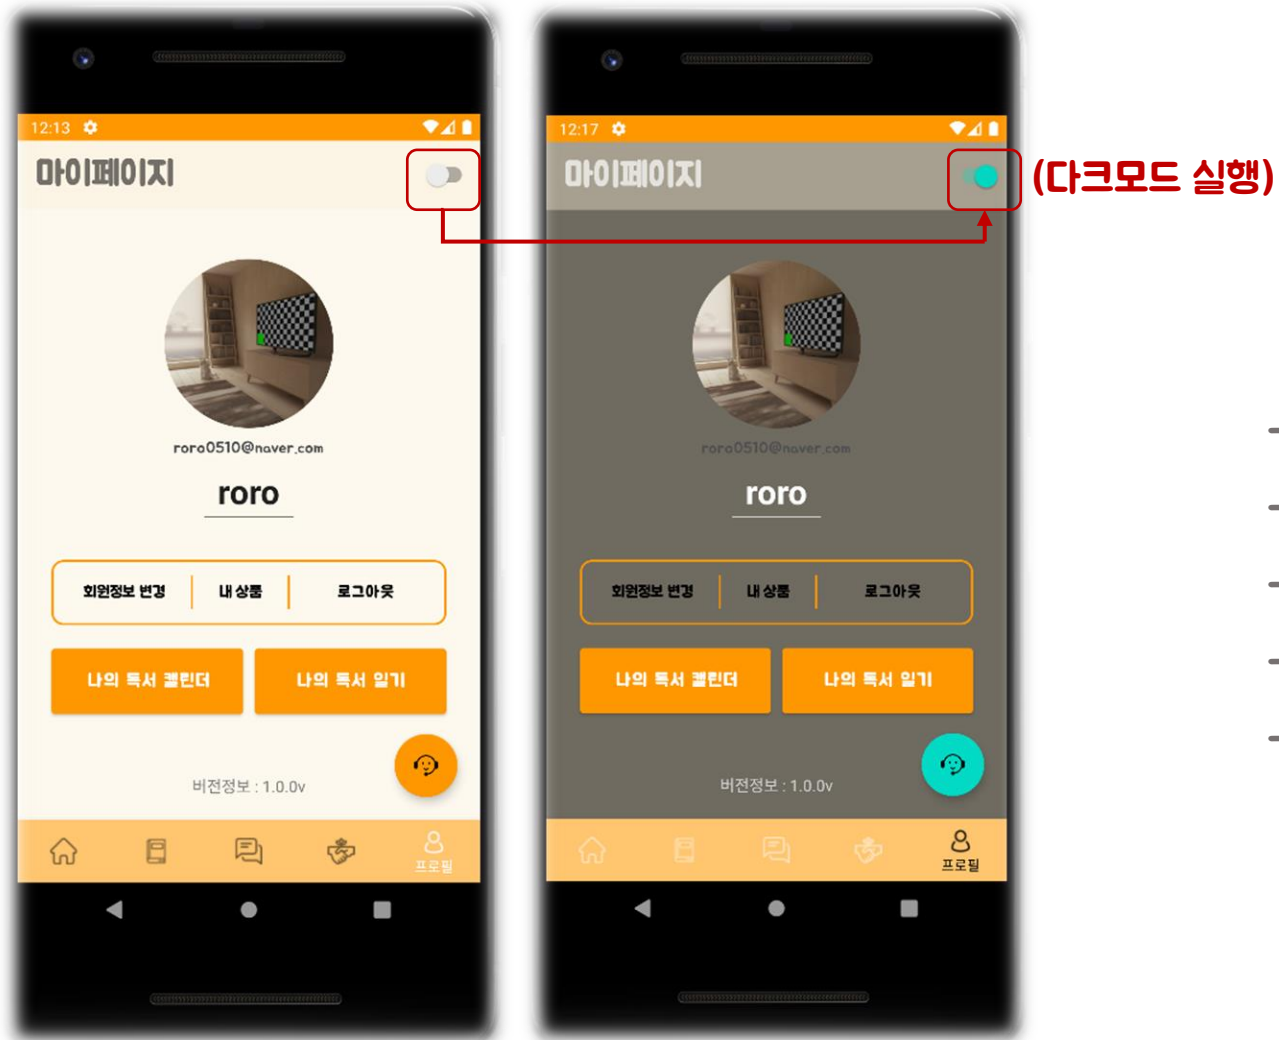 12:13
마이페이지
roro0510@naver.com
roro
회원정보 변경
내 상품
로그아웃
나의 독서 캘린더
나의 독서 일기
버전정보 : 1.0.0v
프로필
12:17
마이페이지
(다크모드 실행)
roro0510@naver.com
roro
회원정보 변경
내 상품
로그아웃
나의 독서 캘린더
나의 독서 일기
버전정보 : 1.0.0v
프로필